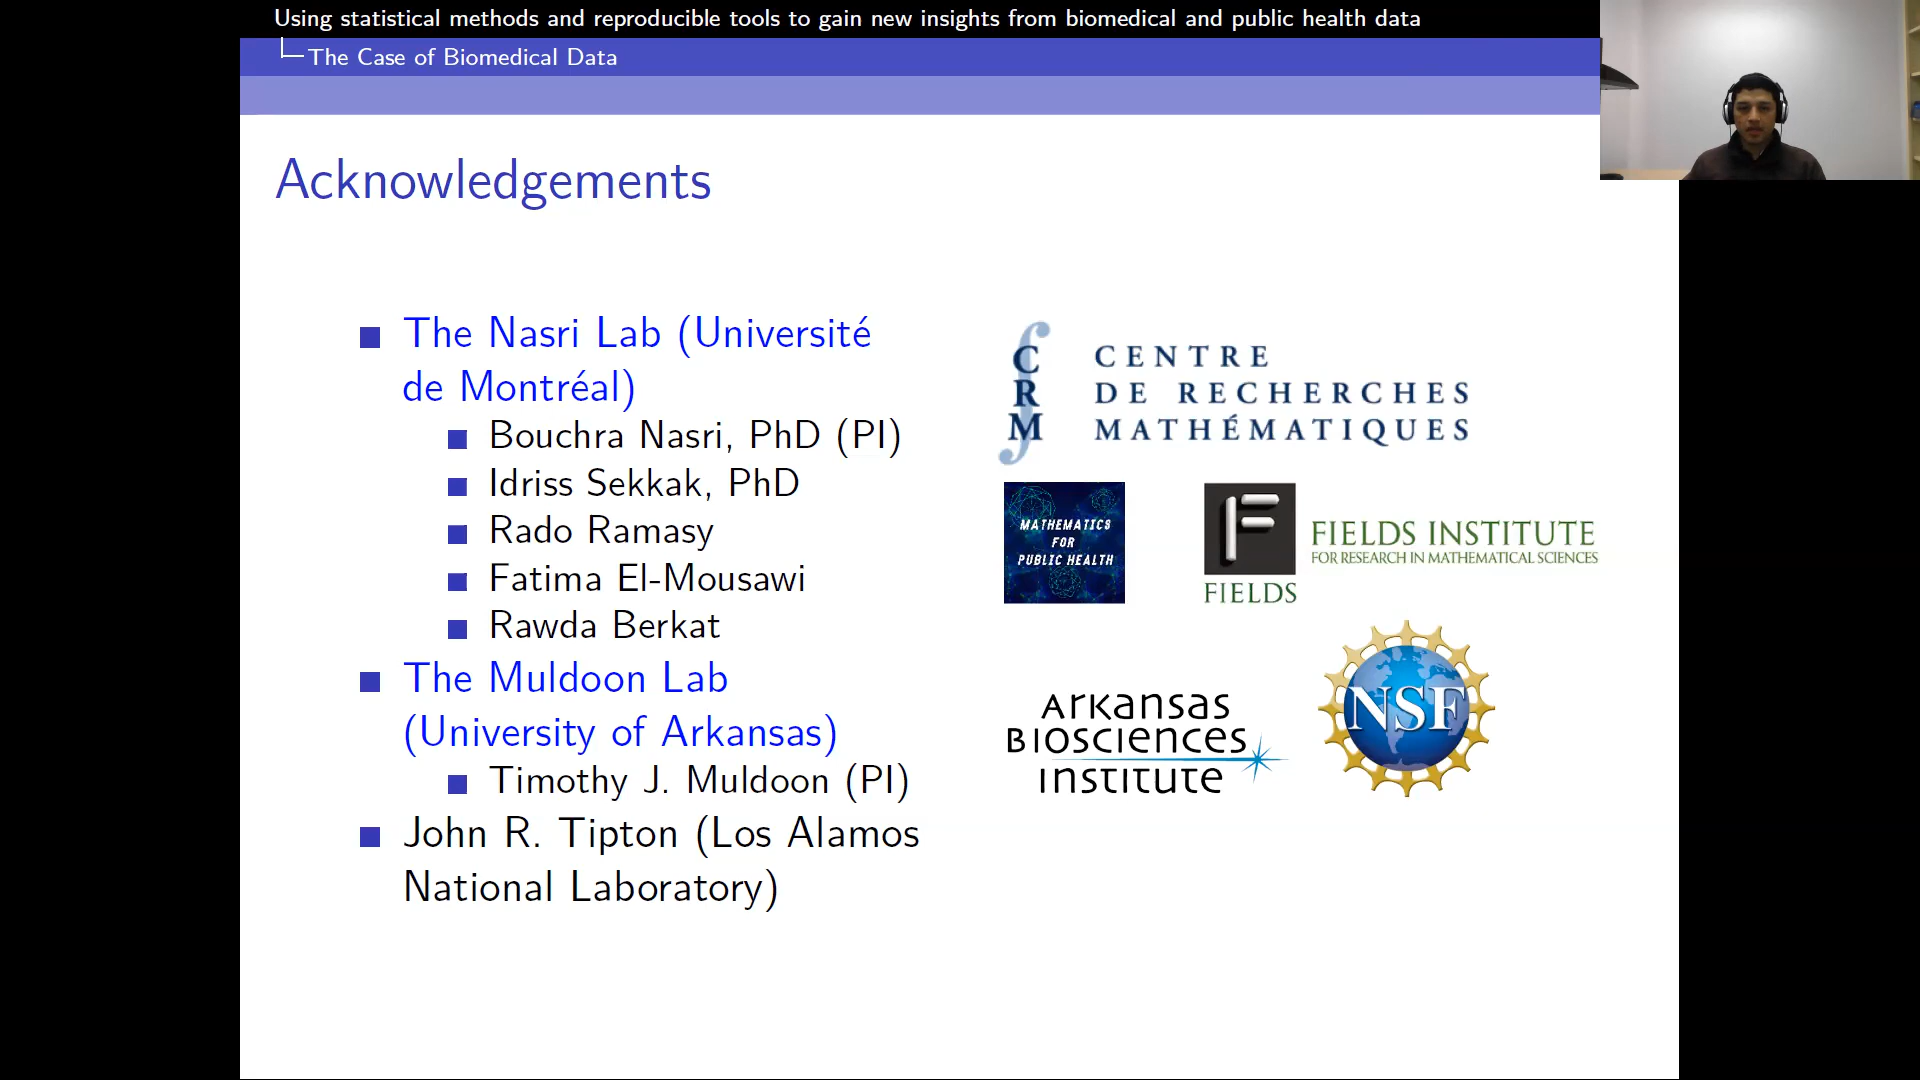 Using statistical methods and reproducible tools to gain new insights from biomedical and public health data
The Case of Biomedical Data
Acknowledgements
The Nasri Lab (Université
de Montréal)
Bouchra Nasri, PhD (PI)
Idriss Sekkak, PhD
Rado Ramasy
Fatima El-Mousawi
Rawda Berkat
The Muldoon Lab
(University of Arkansas)
Timothy J. Muldoon (PI)
John R. Tipton (Los Alamos
National Laboratory)
CRM
CENTRE
DE RECHERCHES
MATHÉMATIQUES
MATHEMATICS
FOR
PUBLIC HEALTH
F
FIELDS
FIELDS INSTITUTE
FOR RESEARCH IN MATHEMATICAL SCIENCES
Arkansas
Biosciences
Institute
NSF